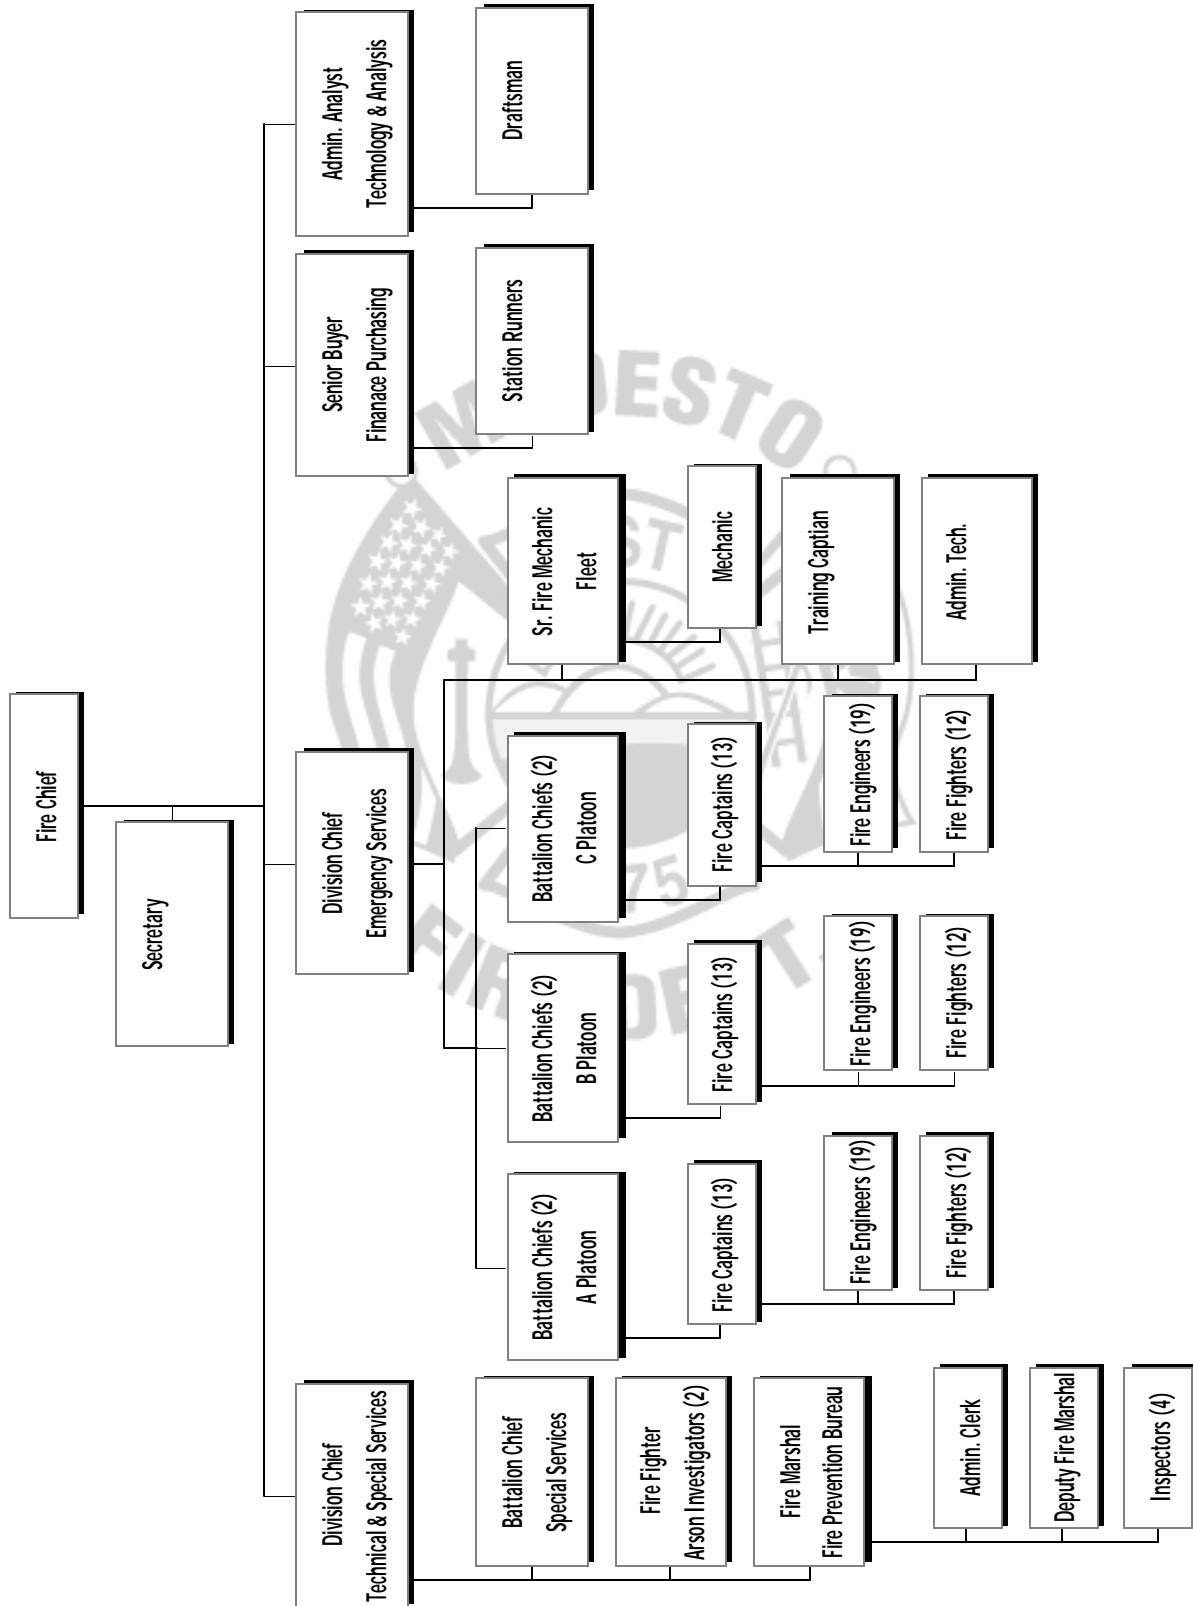 Fire Chief
Secretary
Division Chief
Technical & Special Services
Division Chief
Emergency Services
Senior Buyer
Finanace Purchasing
Admin. Analyst
Technology & Analysis
Battalion Chief
Special Services
Fire Fighter
Arson Investigators (2)
Fire Marshal
Fire Prevention Bureau
Admin. Clerk
Deputy Fire Marshal
Inspectors (4)
Battalion Chiefs (2)
A Platoon
Fire Captains (13)
Fire Engineers (19)
Fire Fighters (12)
Battalion Chiefs (2)
B Platoon
Fire Captains (13)
Fire Engineers (19)
Fire Fighters (12)
Battalion Chiefs (2)
C Platoon
Fire Captains (13)
Fire Engineers (19)
Fire Fighters (12)
Sr. Fire Mechanic
Fleet
Mechanic
Training Captian
Admin. Tech.
Station Runners
Draftsman
MODESTO
FIRE DEPT.